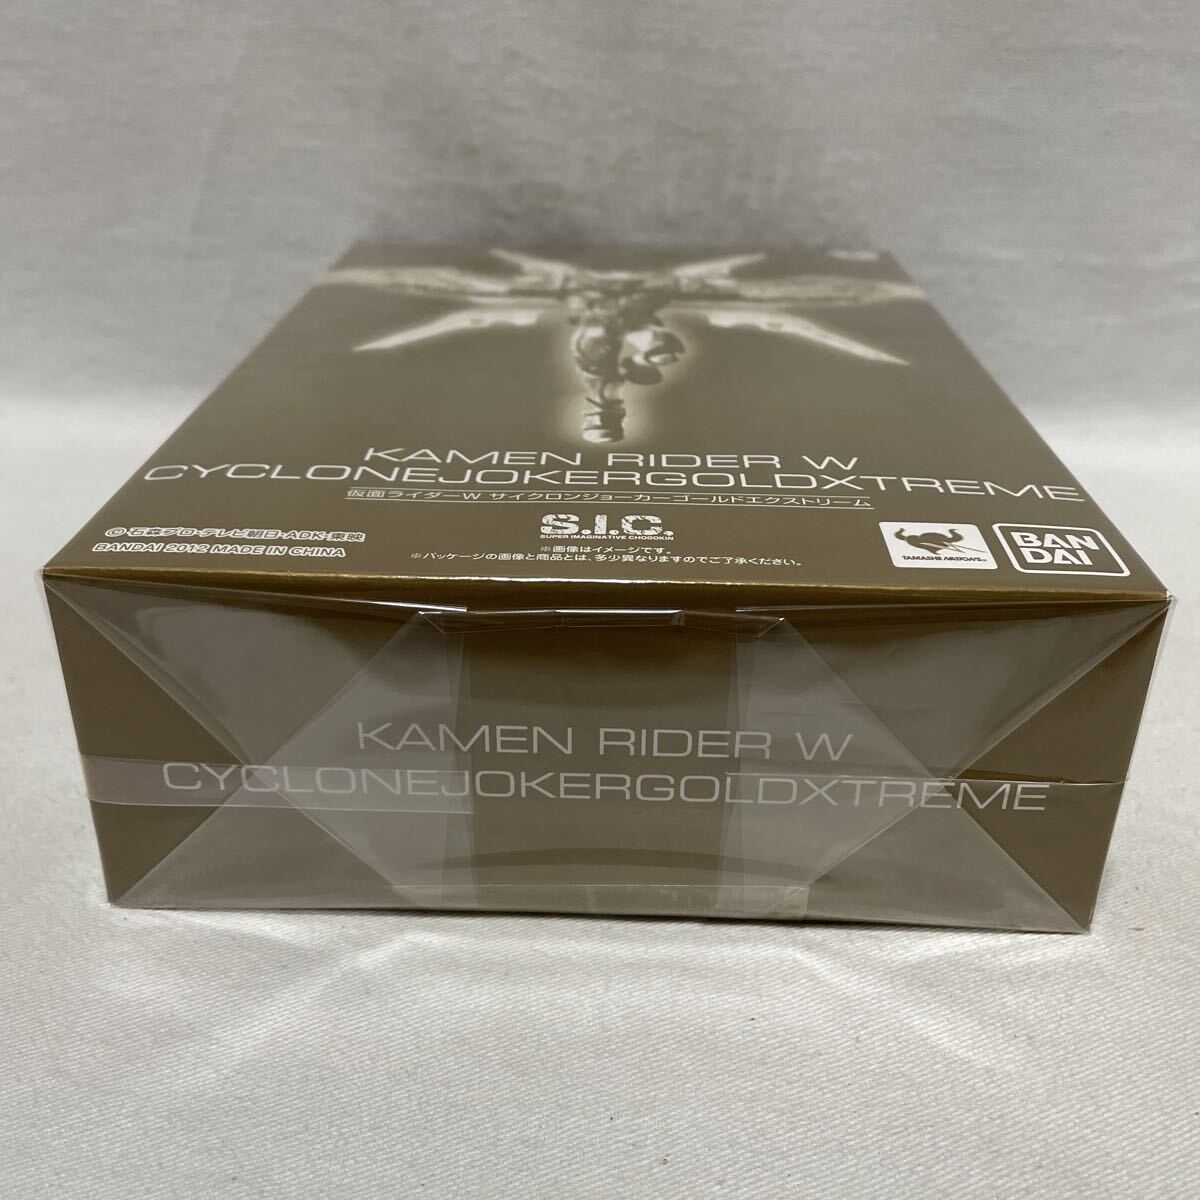 KAMEN RIDER W
CYCLONEJOKERGOLDXTREME
仮面ライダーW サイクロンジョーカーゴールドエクストリーム
© 石森プロ・テレビ朝日・ADK・東映
BANDAI 2012 MADE IN CHINA
S.I.C.
SUPER IMAGINATIVE CHOGOKIN
※画像はイメージです。
※パッケージの画像と商品とは、多少異なりますのでご了承ください。
TAMASHII NATIONS
BAN
DAI
KAMEN RIDER W
CYCLONEJOKERGOLDXTREME